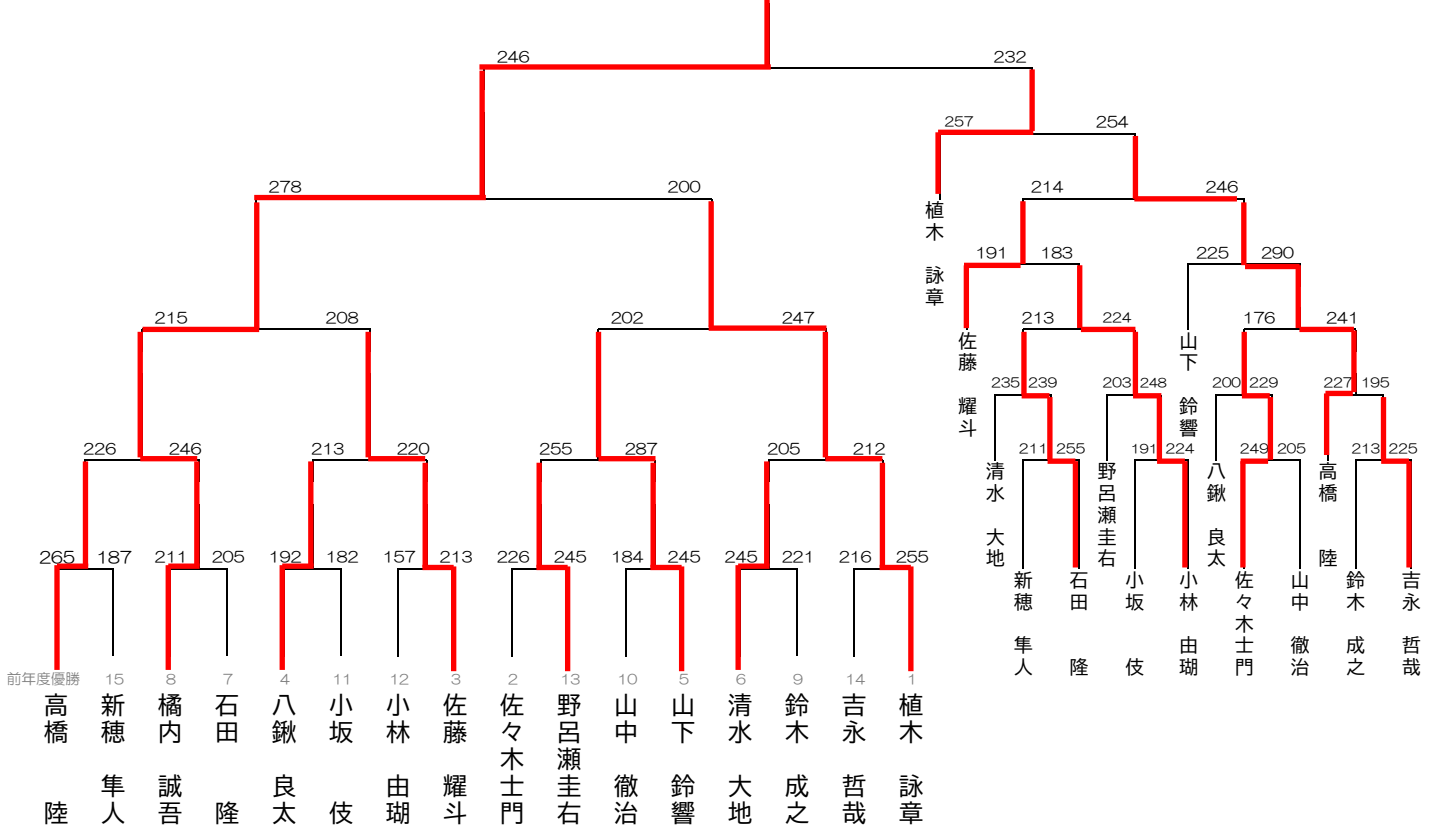 246 232
257 254
278 200
214 246
植木 詠章
191 183 225 290
215 208 202 247
213 224 176 241
佐藤 耀斗
山下 鈴響
235 239 203 248 200 229 227 195
226 246 213 220 255 287 205 212
211 255 191 224 249 205 213 225
清水 大地
野呂瀬圭右
八鍬 良太
高橋 陸
265 187 211 205 192 182 157 213 226 245 184 245 245 221 216 255
新穂 隼人
石田 隆
小坂 伎
小林 由瑚
佐々木士門
山中 徹治
鈴木 成之
吉永 哲哉
前年度優勝 15 8 7 4 11 12 3 2 13 10 5 6 9 14 1
高橋 陸
新穂 隼人
橘内 誠吾
石田 隆
八鍬 良太
小坂 伎
小林 由瑚
佐藤 耀斗
佐々木士門
野呂瀬圭右
山中 徹治
山下 鈴響
清水 大地
鈴木 成之
吉永 哲哉
植木 詠章